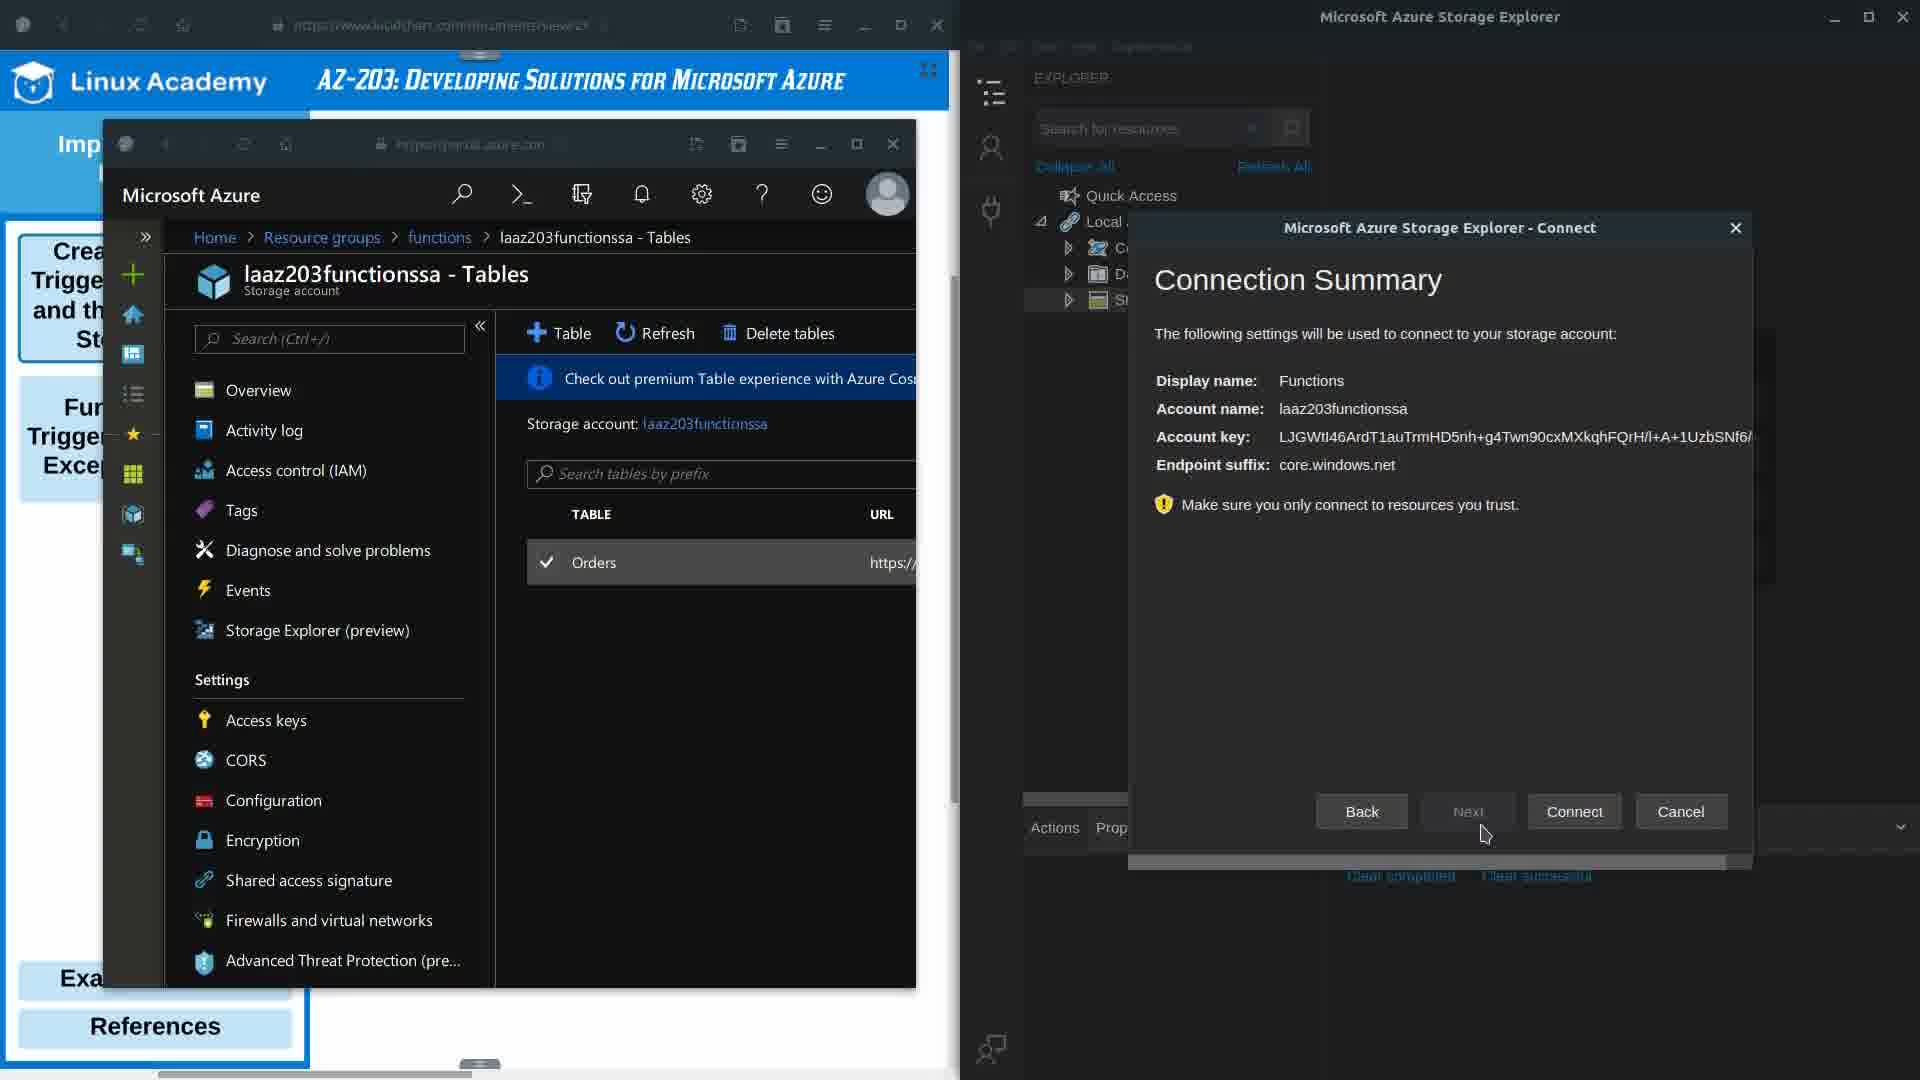 Microsoft Azure Storage Explorer
Linux Academy
AZ-203: Developing Solutions for Microsoft Azure
EXPLORER
Search for resources
Collapse All
Refresh All
Quick Access
Local
Imp
Crea
Trigge
and th
Sto
Fun
Trigger
Excep
Exa
References
Microsoft Azure
Home > Resource groups > functions > laaz203functionssa - Tables
laaz203functionssa - Tables
Storage account
Search (Ctrl+/)
Overview
Activity log
Access control (IAM)
Tags
Diagnose and solve problems
Events
Storage Explorer (preview)
Settings
Access keys
CORS
Configuration
Encryption
Shared access signature
Firewalls and virtual networks
Advanced Threat Protection (pre...
Table
Refresh
Delete tables
Check out premium Table experience with Azure Cos
Storage account: laaz203functionssa
Search tables by prefix
TABLE
URL
Orders
https://
Microsoft Azure Storage Explorer - Connect
Connection Summary
The following settings will be used to connect to your storage account:
Display name: Functions
Account name: laaz203functionssa
Account key: LJGWtI46ArdT1auTrmHD5nh+g4Twn90cxMXkqhFQrH/l+A+1UzbSNf6/
Endpoint suffix: core.windows.net
Make sure you only connect to resources you trust.
Back
Next
Connect
Cancel
Actions
Prop
Clear completed
Clear successful